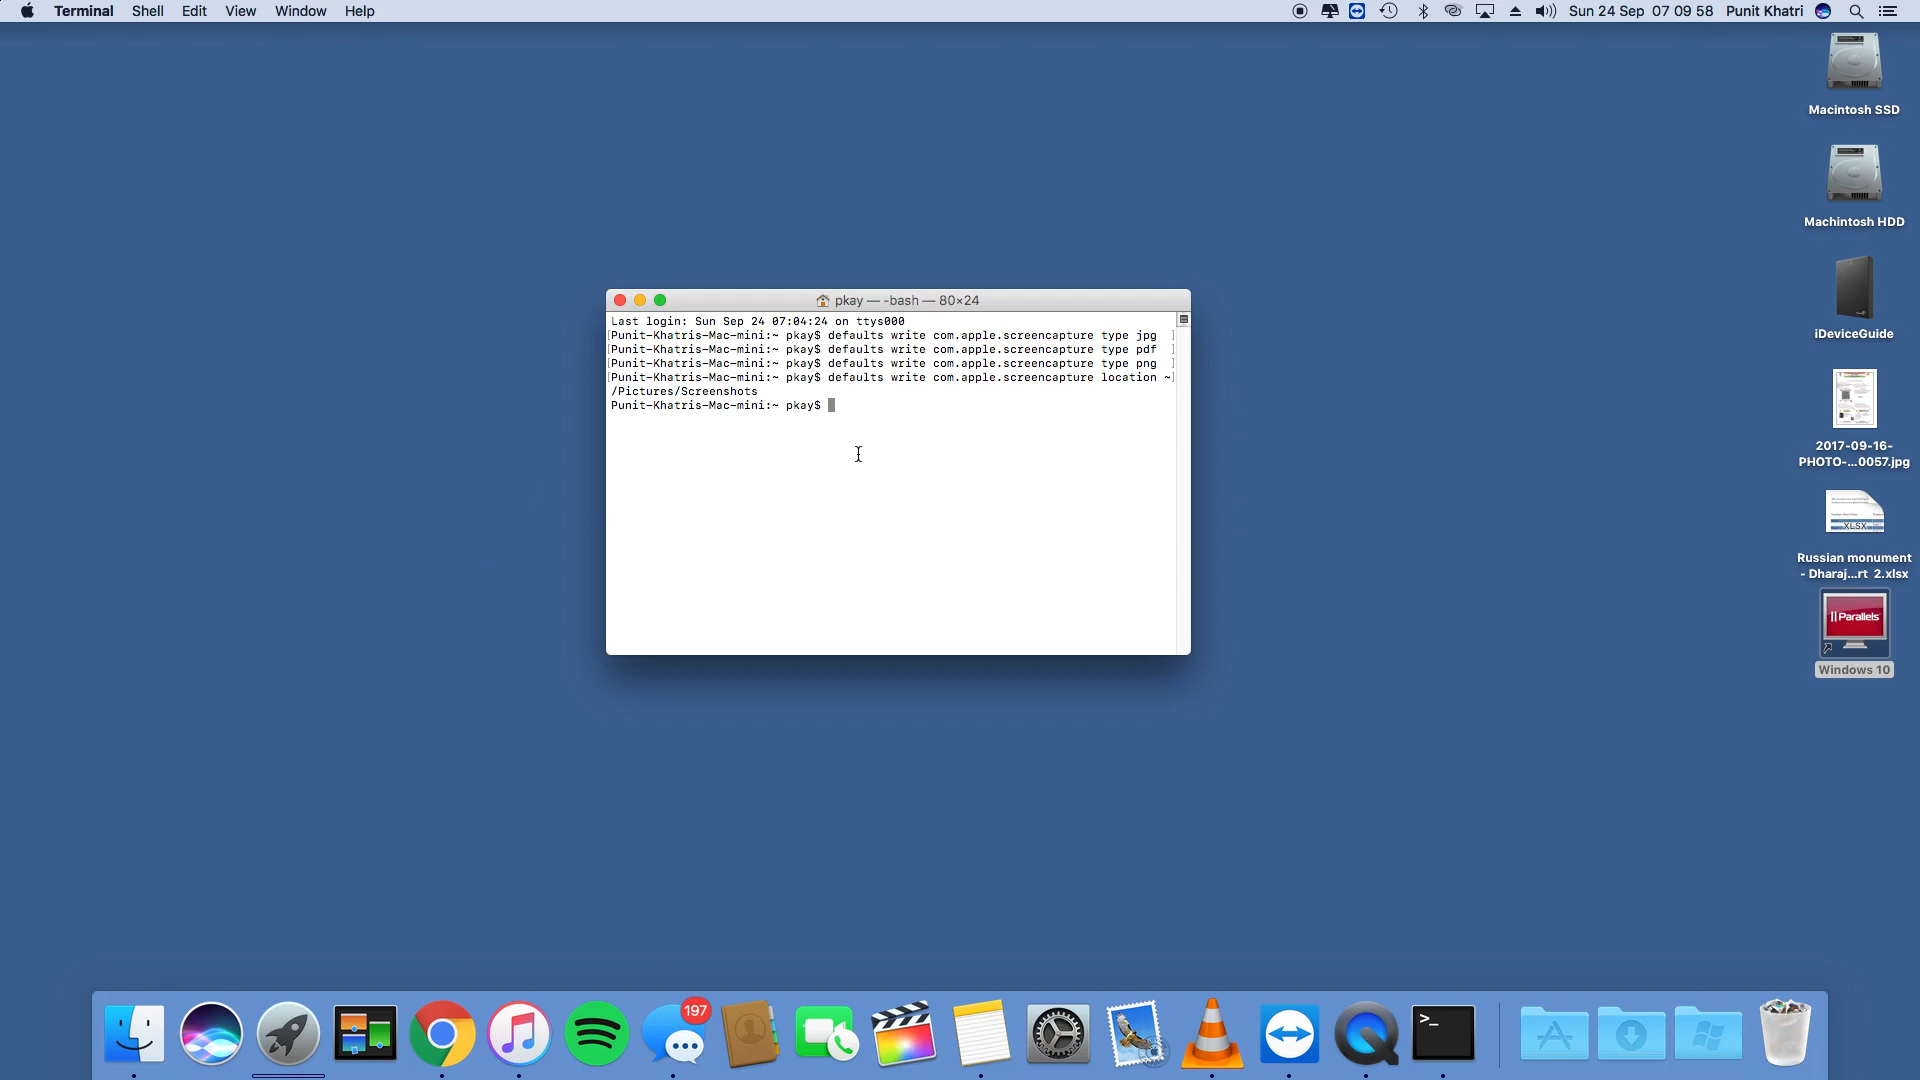 Terminal Shell Edit View Window Help
Sun 24 Sep 07 09 58 Punit Khatri
Macintosh SSD
Machintosh HDD
iDeviceGuide
2017-09-16-
PHOTO-...0057.jpg
XLSX
Russian monument
- Dharaj...rt 2.xlsx
Parallels
Windows 10
pkay — -bash — 80×24
Last login: Sun Sep 24 07:04:24 on ttys000
[Punit-Khatris-Mac-mini:~ pkay$ defaults write com.apple.screencapture type jpg ]
[Punit-Khatris-Mac-mini:~ pkay$ defaults write com.apple.screencapture type pdf ]
[Punit-Khatris-Mac-mini:~ pkay$ defaults write com.apple.screencapture type png ]
[Punit-Khatris-Mac-mini:~ pkay$ defaults write com.apple.screencapture location ~]
/Pictures/Screenshots
Punit-Khatris-Mac-mini:~ pkay$
197
>_